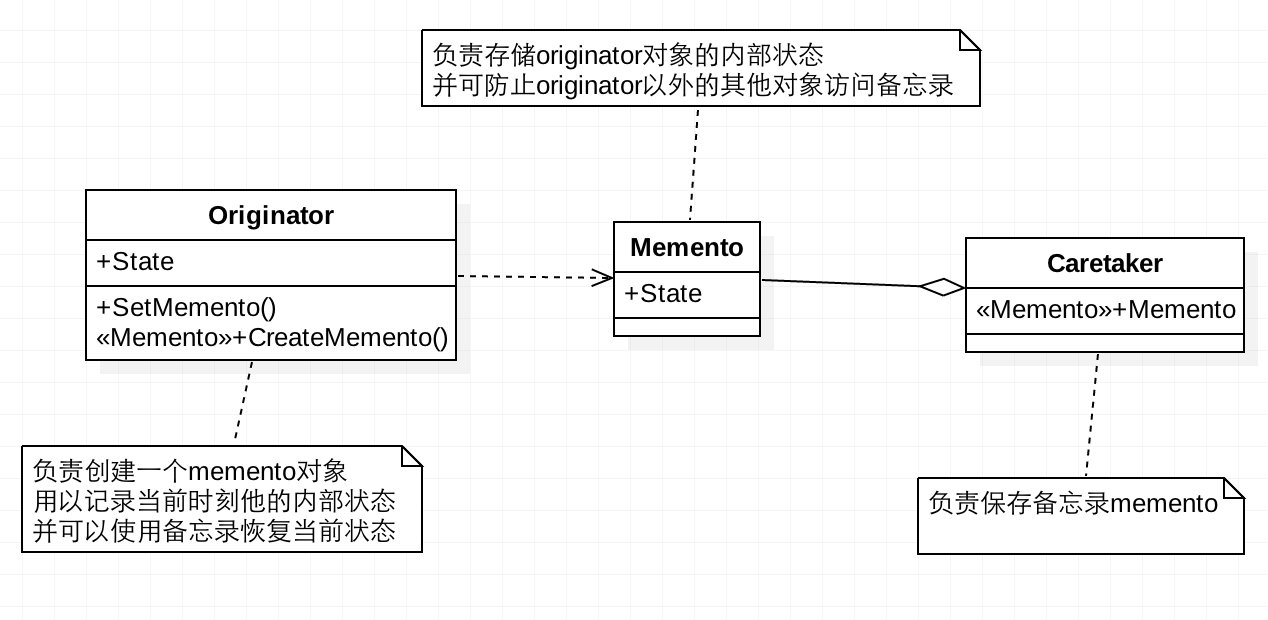 负责存储originator对象的内部状态
并可防止originator以外的其他对象访问备忘录
Originator
+State
+SetMemento()
«Memento»+CreateMemento()
Memento
+State
Caretaker
«Memento»+Memento
负责创建一个memento对象
用以记录当前时刻他的内部状态
并可以使用备忘录恢复当前状态
负责保存备忘录memento